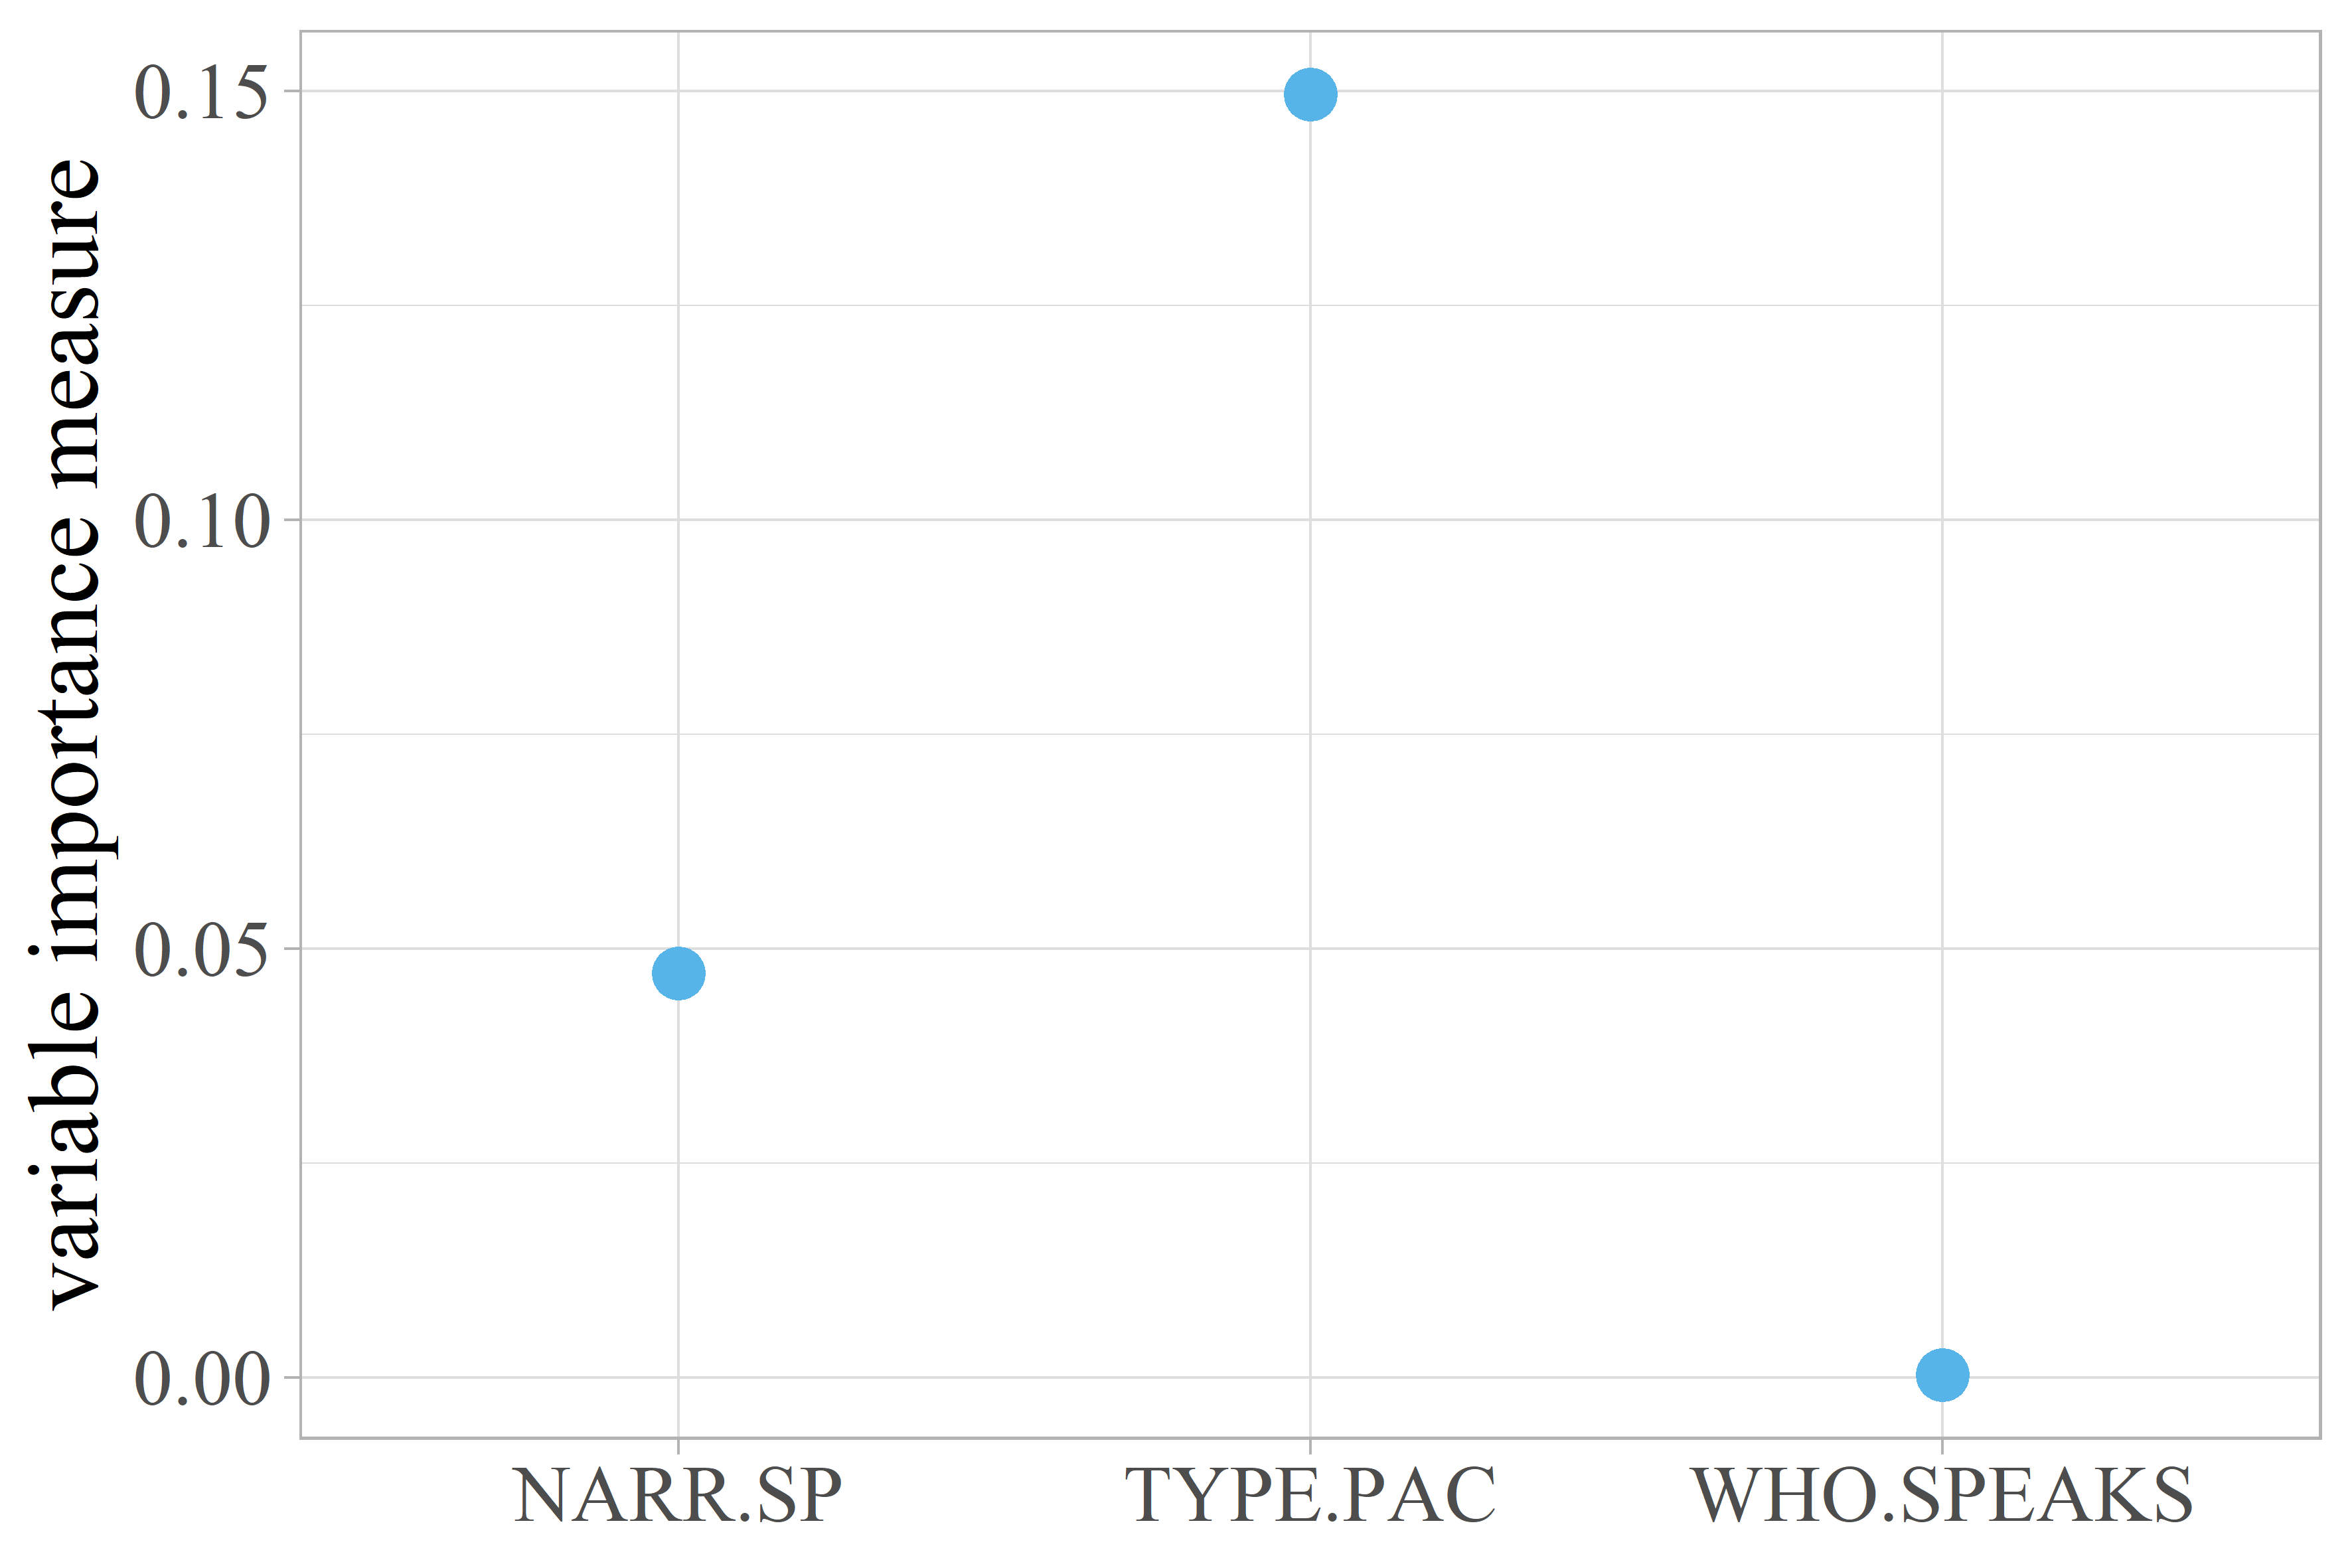 variable importance measure
0.15
0.10
0.05
0.00
NARR.SP
TYPE.PAC
WHO.SPEAKS